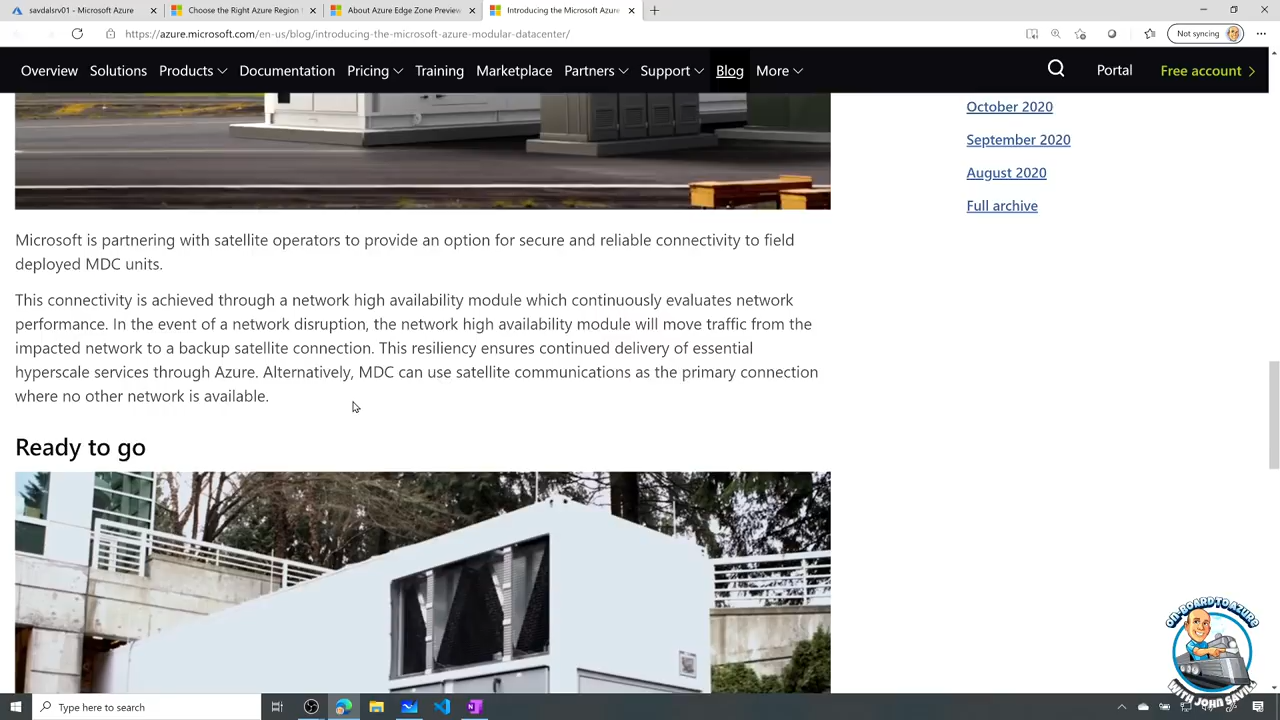 savdalsrv01 - Microsoft Azure
Choose the Right Azure Region
About Azure Edge Zone Preview
Introducing the Microsoft Azure
https://azure.microsoft.com/en-us/blog/introducing-the-microsoft-azure-modular-datacenter/
Not syncing
Overview Solutions Products Documentation Pricing Training Marketplace Partners Support Blog More Portal Free account
October 2020
September 2020
August 2020
Full archive
Microsoft is partnering with satellite operators to provide an option for secure and reliable connectivity to field
deployed MDC units.
This connectivity is achieved through a network high availability module which continuously evaluates network
performance. In the event of a network disruption, the network high availability module will move traffic from the
impacted network to a backup satellite connection. This resiliency ensures continued delivery of essential
hyperscale services through Azure. Alternatively, MDC can use satellite communications as the primary connection
where no other network is available.
Ready to go
ON-BOARD TO AZURE
WITH JOHN SAVILL
Type here to search